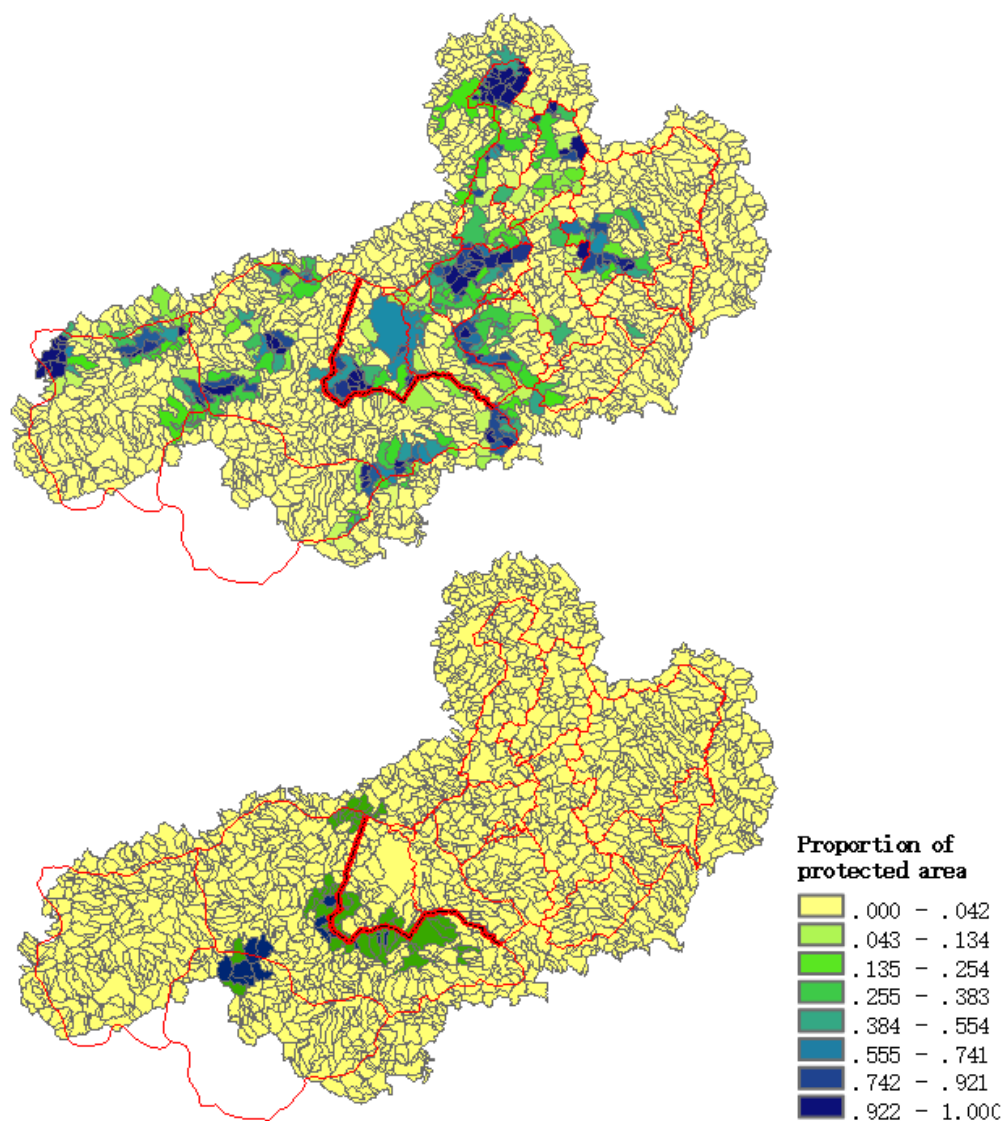 Proportion of
protected area
.000 - .042
.043 - .134
.135 - .254
.255 - .383
.384 - .554
.555 - .741
.742 - .921
.922 - 1.000